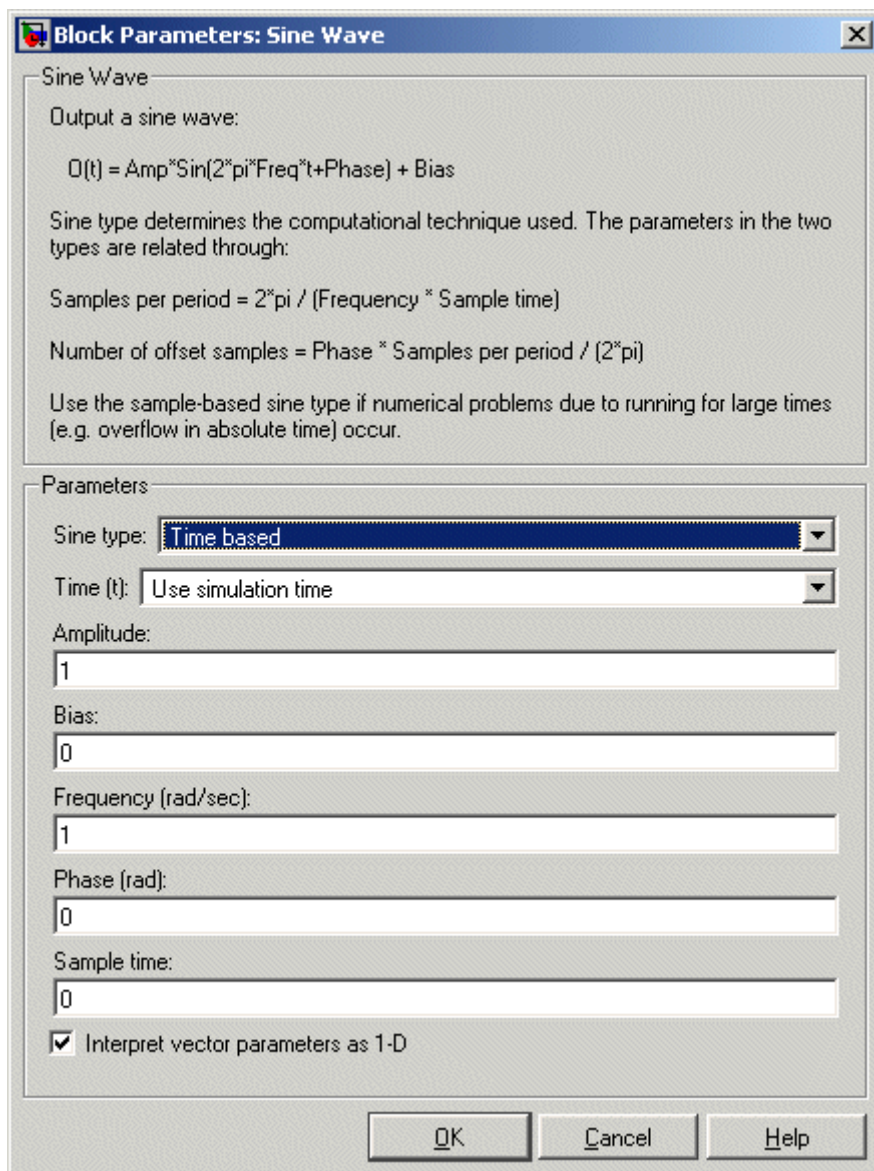 Block Parameters: Sine Wave
Sine Wave
Output a sine wave:
O(t) = Amp*Sin(2*pi*Freq*t+Phase) + Bias
Sine type determines the computational technique used. The parameters in the two
types are related through:
Samples per period = 2*pi / (Frequency * Sample time)
Number of offset samples = Phase * Samples per period / (2*pi)
Use the sample-based sine type if numerical problems due to running for large times
(e.g. overflow in absolute time) occur.
Parameters
Sine type: Time based
Time (t): Use simulation time
Amplitude:
1
Bias:
0
Frequency (rad/sec):
1
Phase (rad):
0
Sample time:
0
Interpret vector parameters as 1-D
OK Cancel Help